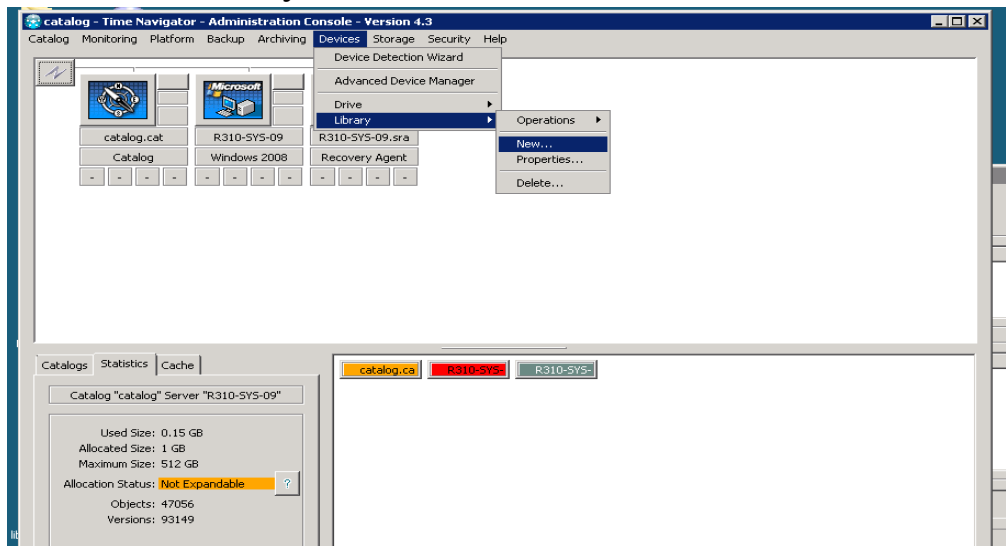 catalog - Time Navigator - Administration Console - Version 4.3
Catalog Monitoring Platform Backup Archiving Devices Storage Security Help
Device Detection Wizard
Advanced Device Manager
Drive
Library
Operations
New...
Properties...
Delete...
Microsoft
catalog.cat R310-SYS-09 R310-SYS-09.sra
Catalog Windows 2008 Recovery Agent
- - - - - - - - - - - -
Catalogs Statistics Cache
catalog.ca R310-SYS- R310-SYS-
Catalog "catalog" Server "R310-SYS-09"
Used Size: 0.15 GB
Allocated Size: 1 GB
Maximum Size: 512 GB
Allocation Status: Not Expandable ?
Objects: 47056
Versions: 93149